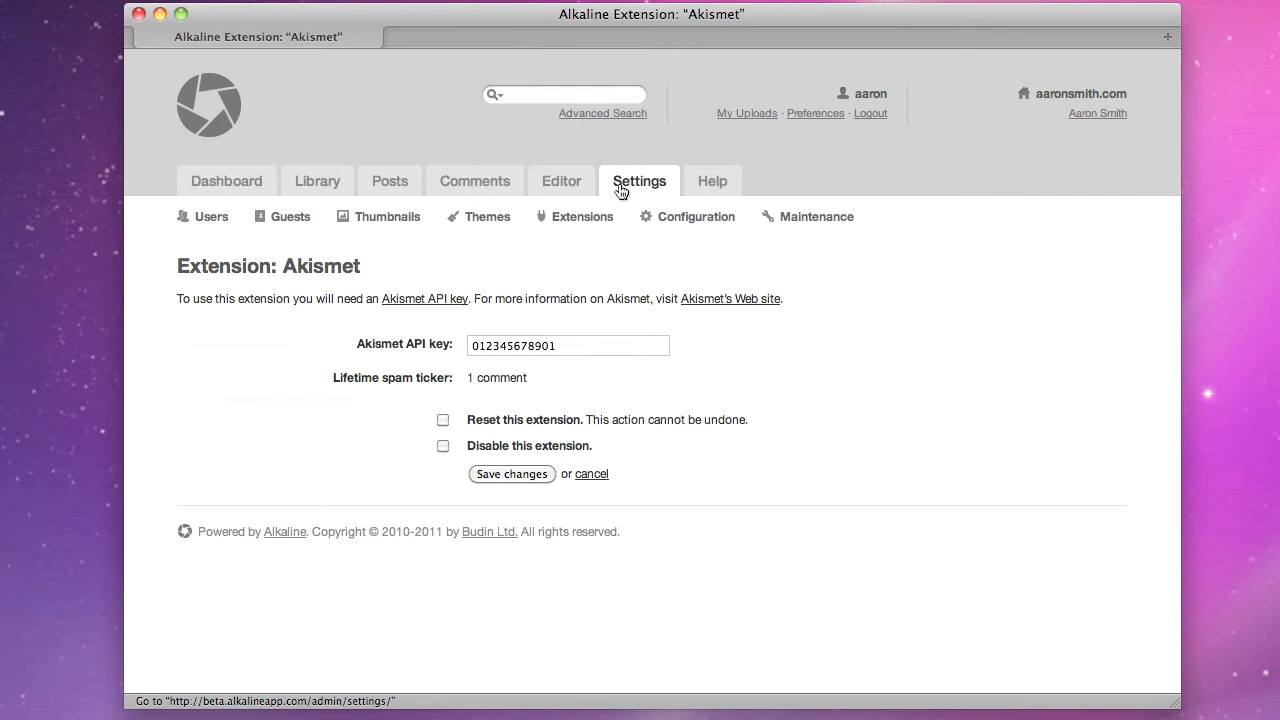 Alkaline Extension: “Akismet”
Alkaline Extension: “Akismet”
aaron
aaronsmith.com
Advanced Search
My Uploads · Preferences · Logout
Aaron Smith
Dashboard Library Posts Comments Editor Settings Help
Users Guests Thumbnails Themes Extensions Configuration Maintenance
Extension: Akismet
To use this extension you will need an Akismet API key. For more information on Akismet, visit Akismet’s Web site.
Akismet API key: 012345678901
Lifetime spam ticker: 1 comment
Reset this extension. This action cannot be undone.
Disable this extension.
Save changes or cancel
Powered by Alkaline. Copyright © 2010-2011 by Budin Ltd. All rights reserved.
Go to “http://beta.alkalineapp.com/admin/settings/”